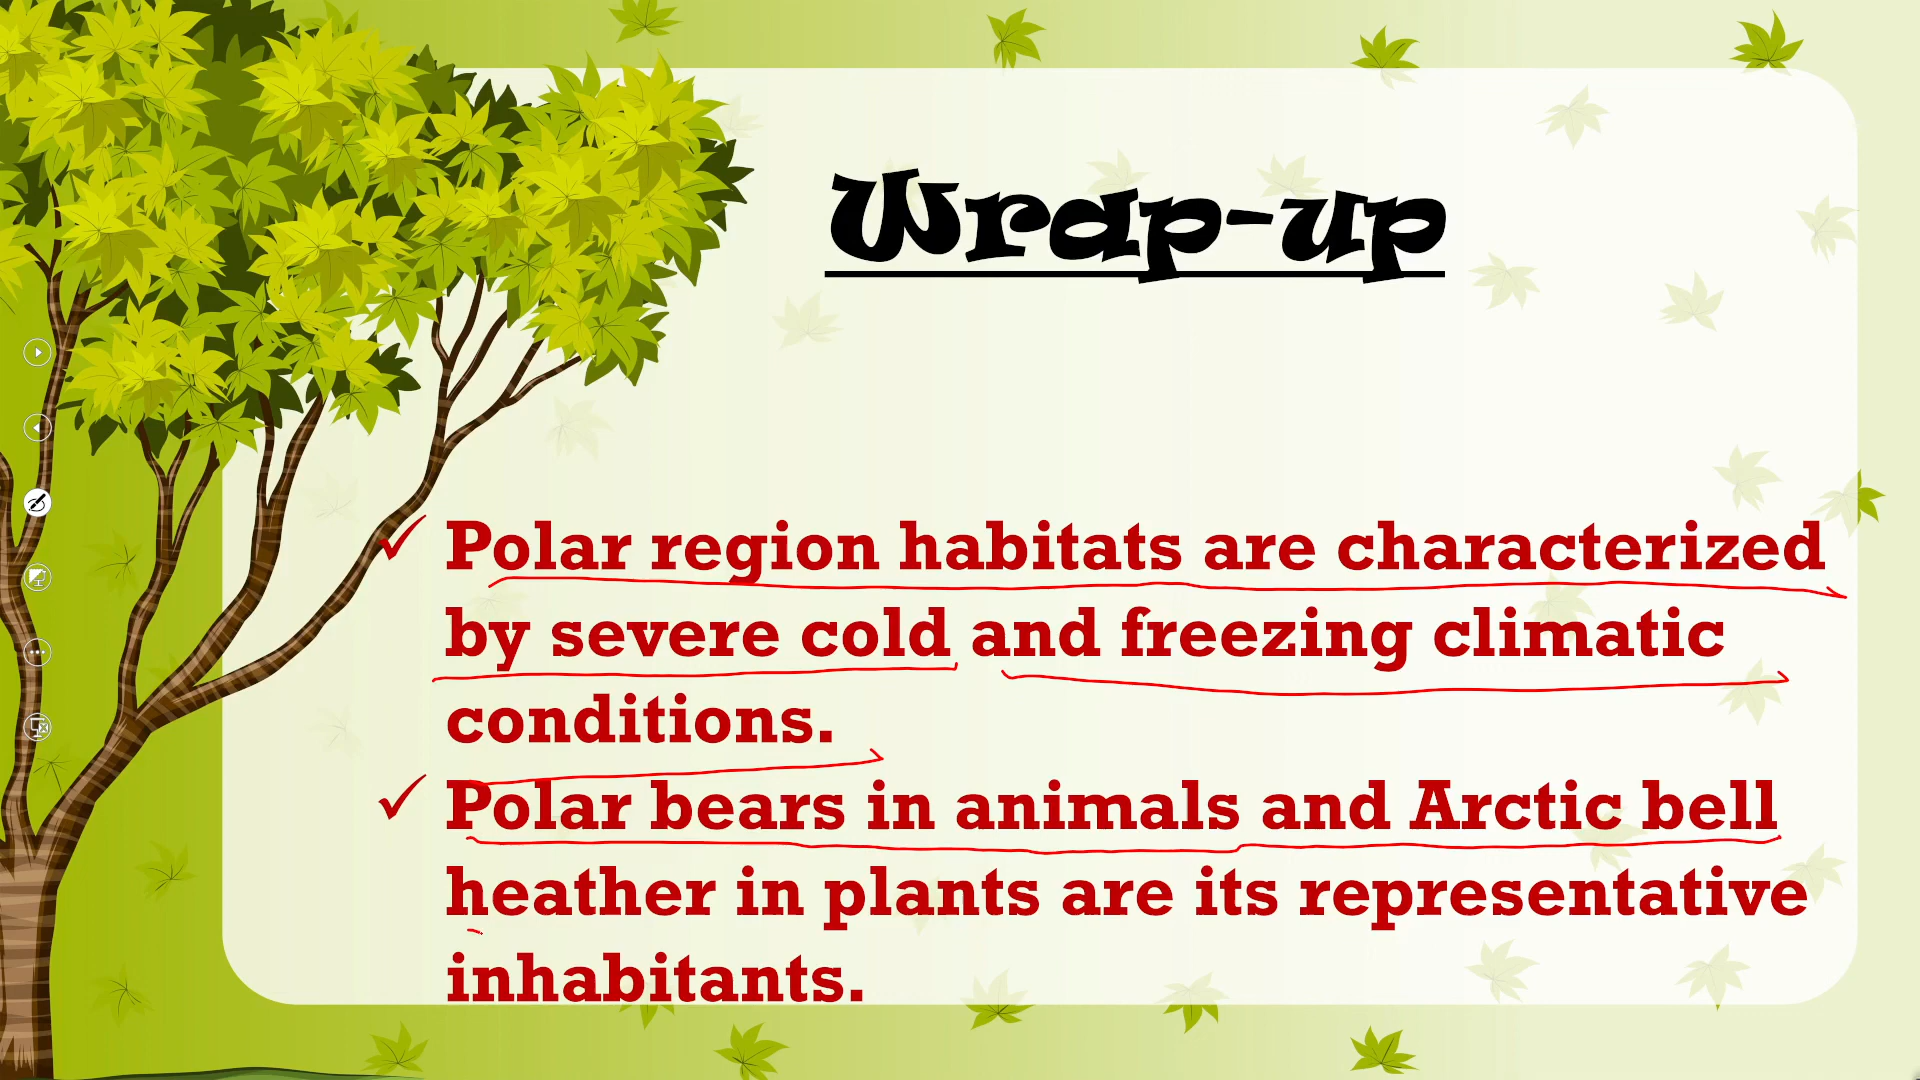 Wrap-up
✓ Polar region habitats are characterized
by severe cold and freezing climatic
conditions.
✓ Polar bears in animals and Arctic bell
heather in plants are its representative
inhabitants.